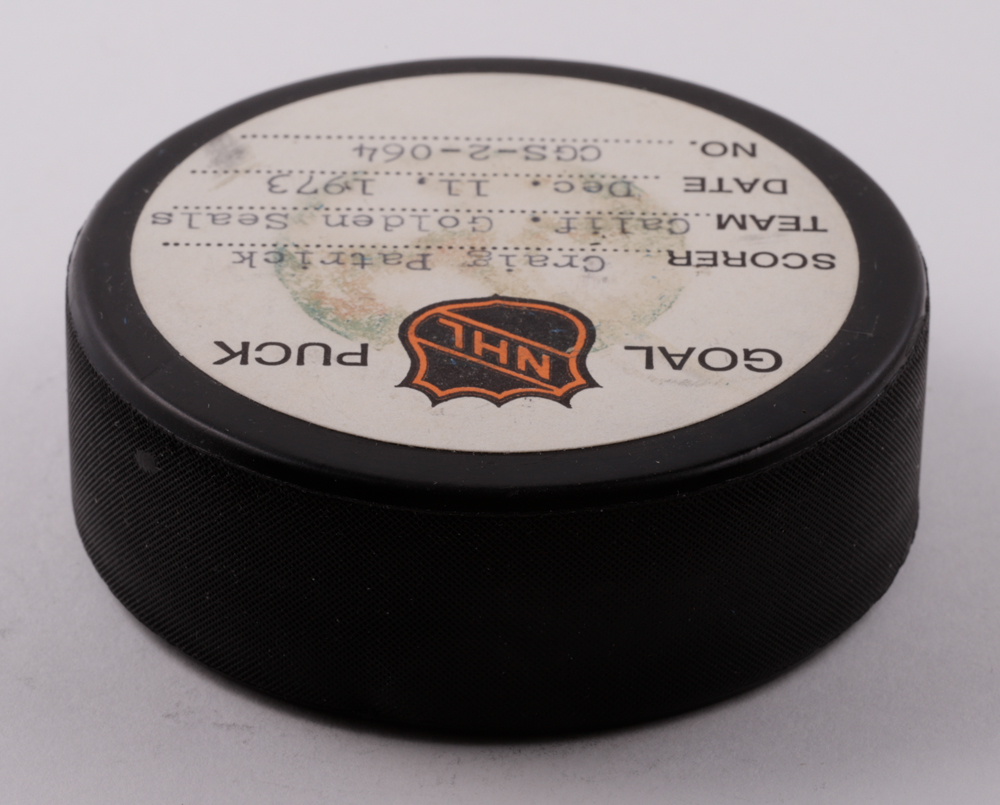 GOAL NHL PUCK
SCORER Craig Patrick
TEAM Calif. Golden Seals
DATE Dec. 11, 1973
NO. CGS-2-064